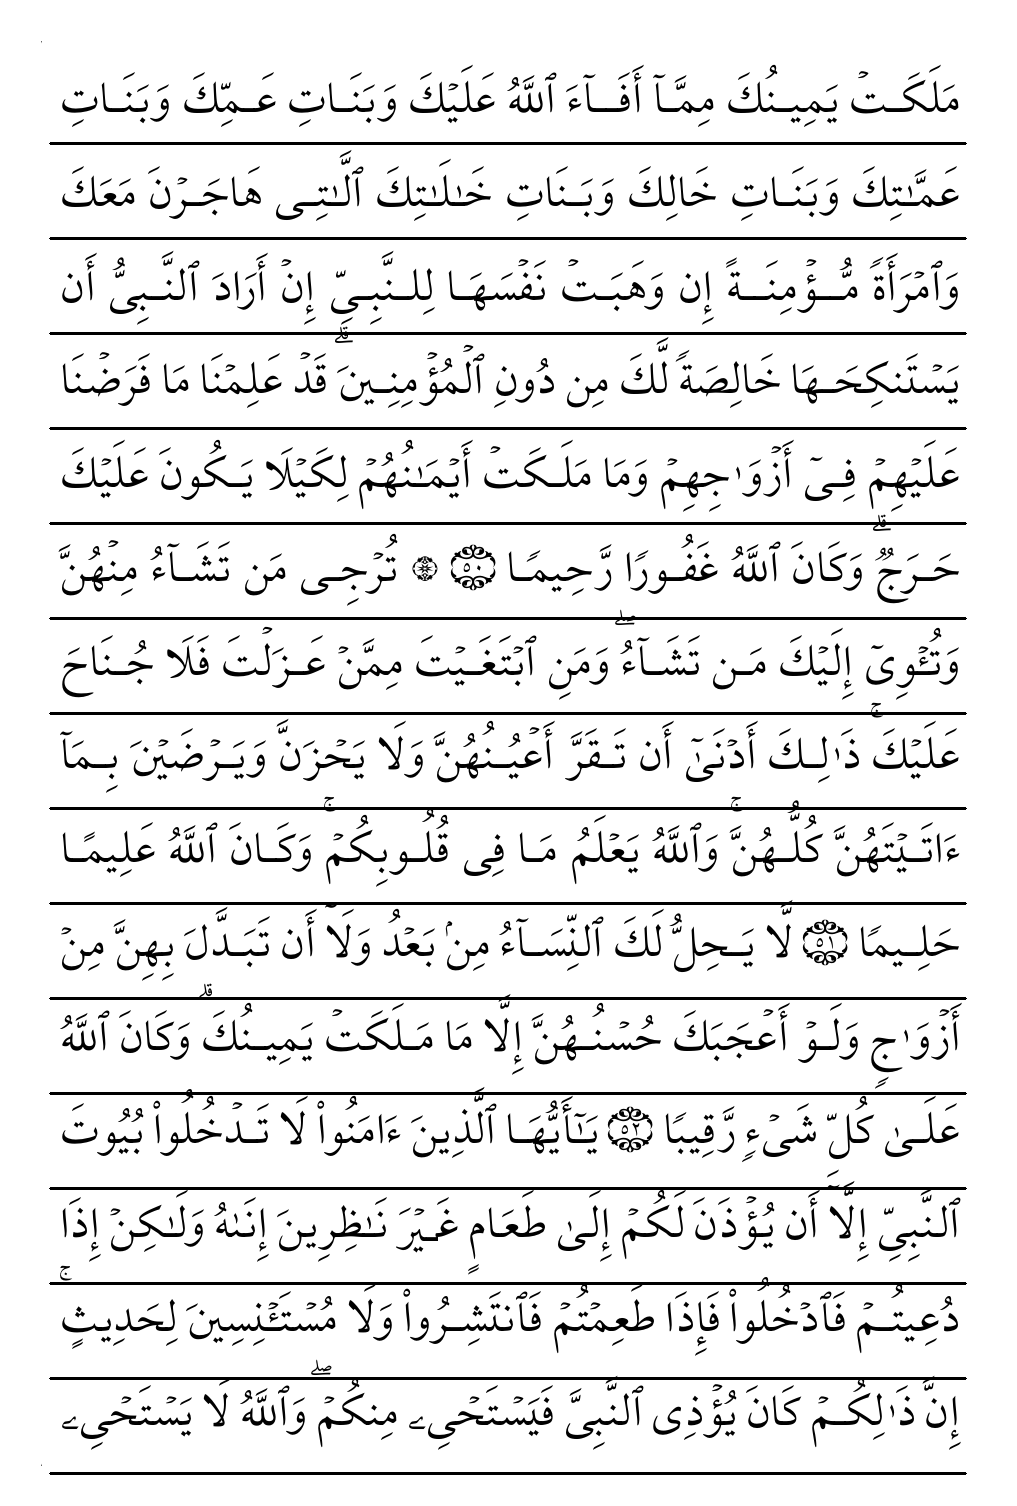 مَلَكَتۡ يَمِينُكَ مِمَّآ أَفَآءَ ٱللَّهُ عَلَيۡكَ وَبَنَاتِ عَمِّكَ وَبَنَاتِ
عَمَّٰتِكَ وَبَنَاتِ خَالِكَ وَبَنَاتِ خَٰلَٰتِكَ ٱلَّٰتِى هَاجَرۡنَ مَعَكَ
وَٱمۡرَأَةً مُّؤۡمِنَةً إِن وَهَبَتۡ نَفۡسَهَا لِلنَّبِىِّ إِنۡ أَرَادَ ٱلنَّبِىُّ أَن
يَسۡتَنكِحَهَا خَالِصَةً لَّكَ مِن دُونِ ٱلۡمُؤۡمِنِينَۗ قَدۡ عَلِمۡنَا مَا فَرَضۡنَا
عَلَيۡهِمۡ فِىٓ أَزۡوَٰجِهِمۡ وَمَا مَلَكَتۡ أَيۡمَٰنُهُمۡ لِكَيۡلَا يَكُونَ عَلَيۡكَ
حَرَجٌۗ وَكَانَ ٱللَّهُ غَفُورًا رَّحِيمًا ۝٥٠ ۞ تُرۡجِى مَن تَشَآءُ مِنۡهُنَّ
وَتُـۡٔوِىٓ إِلَيۡكَ مَن تَشَآءُۖ وَمَنِ ٱبۡتَغَيۡتَ مِمَّنۡ عَزَلۡتَ فَلَا جُنَاحَ
عَلَيۡكَۚ ذَٰلِكَ أَدۡنَىٰٓ أَن تَقَرَّ أَعۡيُنُهُنَّ وَلَا يَحۡزَنَّ وَيَرۡضَيۡنَ بِمَآ
ءَاتَيۡتَهُنَّ كُلُّهُنَّۚ وَٱللَّهُ يَعۡلَمُ مَا فِى قُلُوبِكُمۡۚ وَكَانَ ٱللَّهُ عَلِيمًا
حَلِيمًا ۝٥١ لَّا يَحِلُّ لَكَ ٱلنِّسَآءُ مِنۢ بَعۡدُ وَلَآ أَن تَبَدَّلَ بِهِنَّ مِنۡ
أَزۡوَٰجٍ وَلَوۡ أَعۡجَبَكَ حُسۡنُهُنَّ إِلَّا مَا مَلَكَتۡ يَمِينُكَۗ وَكَانَ ٱللَّهُ
عَلَىٰ كُلِّ شَىۡءٍ رَّقِيبًا ۝٥٢ يَٰٓأَيُّهَا ٱلَّذِينَ ءَامَنُوا۟ لَا تَدۡخُلُوا۟ بُيُوتَ
ٱلنَّبِىِّ إِلَّآ أَن يُؤۡذَنَ لَكُمۡ إِلَىٰ طَعَامٍ غَيۡرَ نَٰظِرِينَ إِنَىٰهُ وَلَٰكِنۡ إِذَا
دُعِيتُمۡ فَٱدۡخُلُوا۟ فَإِذَا طَعِمۡتُمۡ فَٱنتَشِرُوا۟ وَلَا مُسۡتَـٔۡنِسِينَ لِحَدِيثٍۚ
إِنَّ ذَٰلِكُمۡ كَانَ يُؤۡذِى ٱلنَّبِىَّ فَيَسۡتَحۡىِۦ مِنكُمۡۖ وَٱللَّهُ لَا يَسۡتَحۡىِۦ